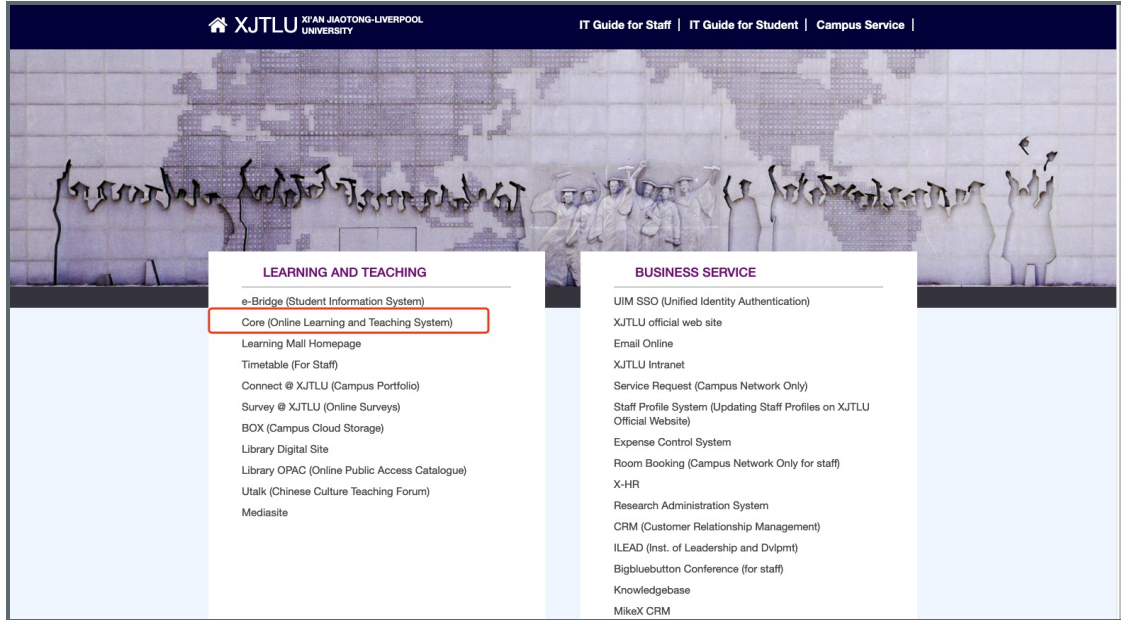 XJTLU XI'AN JIAOTONG-LIVERPOOL
UNIVERSITY
IT Guide for Staff | IT Guide for Student | Campus Service |
LEARNING AND TEACHING
e-Bridge (Student Information System)
Core (Online Learning and Teaching System)
Learning Mall Homepage
Timetable (For Staff)
Connect @ XJTLU (Campus Portfolio)
Survey @ XJTLU (Online Surveys)
BOX (Campus Cloud Storage)
Library Digital Site
Library OPAC (Online Public Access Catalogue)
Utalk (Chinese Culture Teaching Forum)
Mediasite
BUSINESS SERVICE
UIM SSO (Unified Identity Authentication)
XJTLU official web site
Email Online
XJTLU Intranet
Service Request (Campus Network Only)
Staff Profile System (Updating Staff Profiles on XJTLU
Official Website)
Expense Control System
Room Booking (Campus Network Only for staff)
X-HR
Research Administration System
CRM (Customer Relationship Management)
ILEAD (Inst. of Leadership and Dvlpmt)
Bigbluebutton Conference (for staff)
Knowledgebase
MikeX CRM